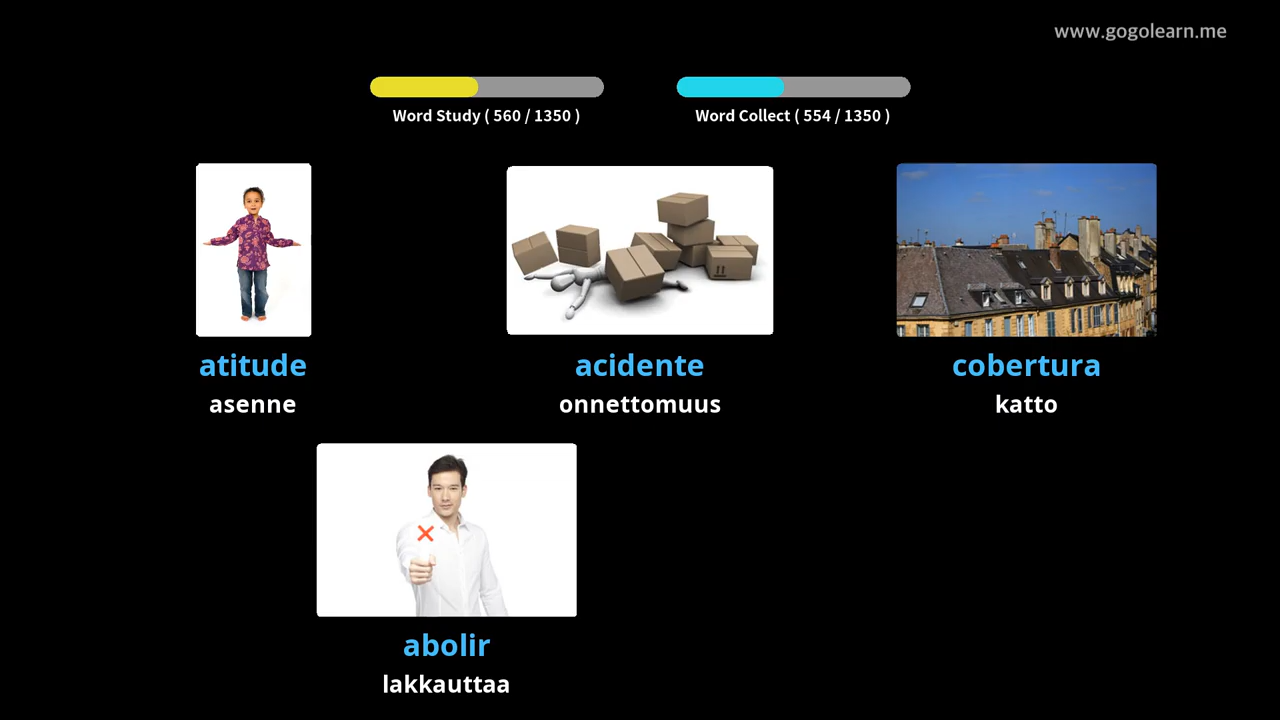 www.gogolearn.me
Word Study ( 560 / 1350 )
Word Collect ( 554 / 1350 )
atitude
asenne
acidente
onnettomuus
cobertura
katto
abolir
lakkauttaa